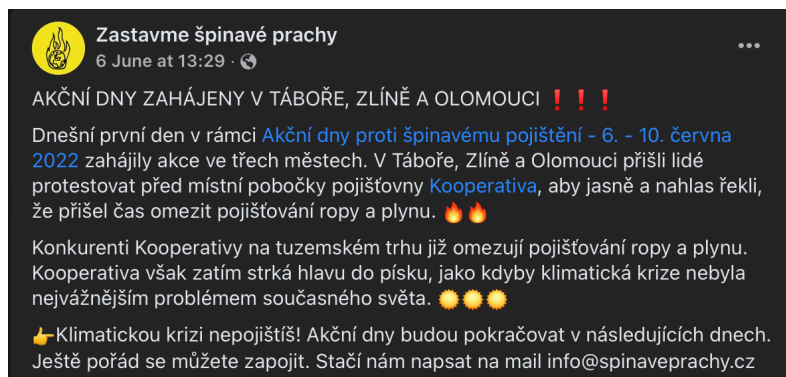 Zastavme špinavé prachy
6 June at 13:29 ·
AKČNÍ DNY ZAHÁJENY V TÁBOŘE, ZLÍNĚ A OLOMOUCI ❗❗❗
Dnešní první den v rámci Akční dny proti špinavému pojištění - 6. - 10. června
2022 zahájily akce ve třech městech. V Táboře, Zlíně a Olomouci přišli lidé
protestovat před místní pobočky pojišťovny Kooperativa, aby jasně a nahlas řekli,
že přišel čas omezit pojišťování ropy a plynu. 🔥🔥
Konkurenti Kooperativy na tuzemském trhu již omezují pojišťování ropy a plynu.
Kooperativa však zatím strká hlavu do písku, jako kdyby klimatická krize nebyla
nejvážnějším problémem současného světa. ☀️☀️☀️
👉Klimatickou krizi nepojištíš! Akční dny budou pokračovat v následujících dnech.
Ještě pořád se můžete zapojit. Stačí nám napsat na mail info@spinaveprachy.cz